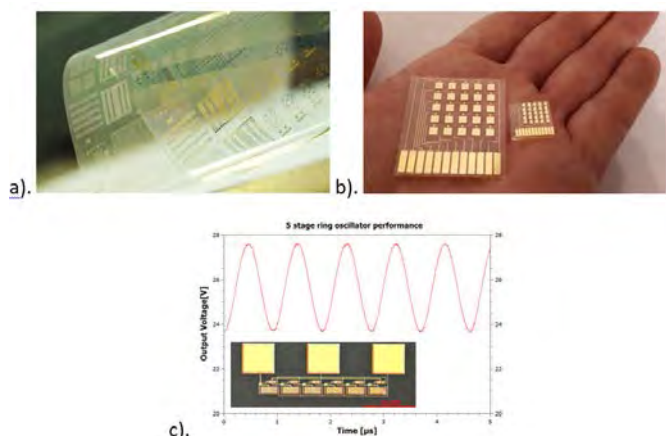 a).
b).
5 stage ring oscillator performance
Output Voltage[V]
28
26
24
22
20
28
26
24
22
20
0
1
2
3
4
5
Time [µs]
c).